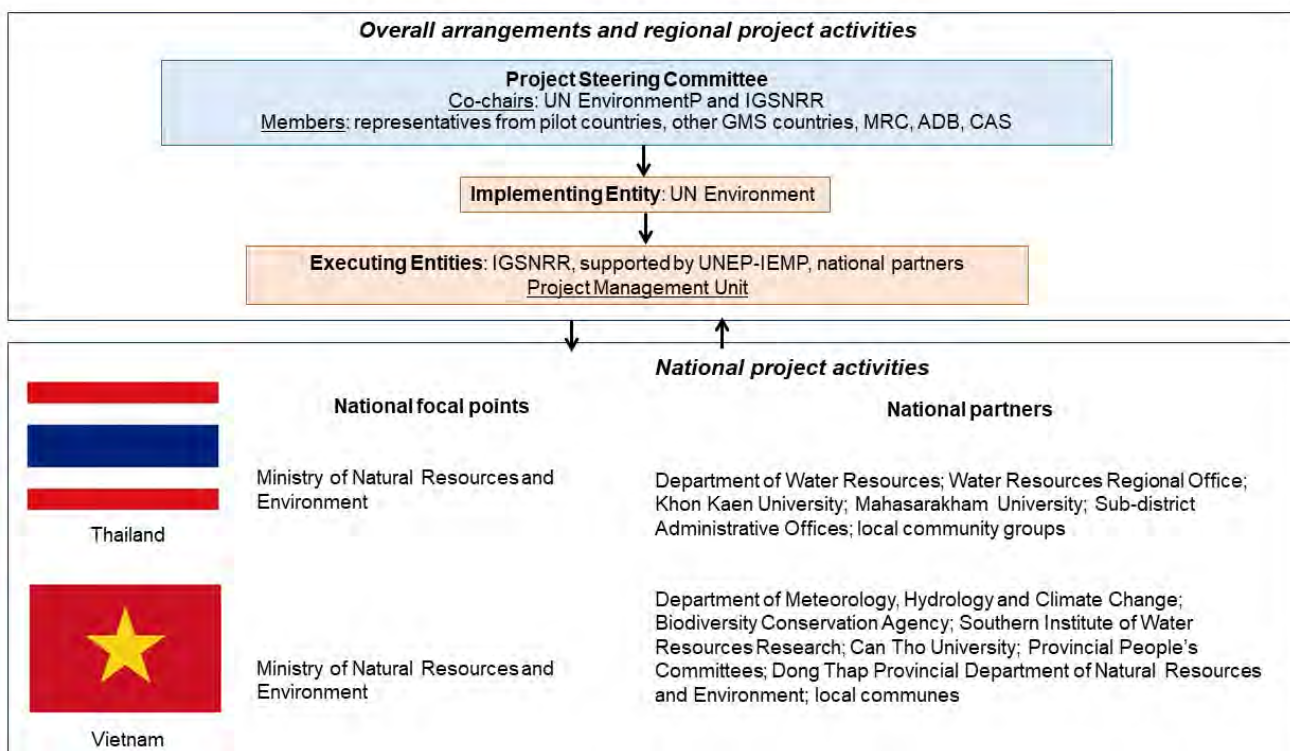 Overall arrangements and regional project activities
Project Steering Committee
Co-chairs: UN EnvironmentP and IGSNRR
Members: representatives from pilot countries, other GMS countries, MRC, ADB, CAS
Implementing Entity: UN Environment
Executing Entities: IGSNRR, supported by UNEP-IEMP, national partners
Project Management Unit
National project activities
National focal points
National partners
Thailand
Ministry of Natural Resources and
Environment
Department of Water Resources; Water Resources Regional Office;
Khon Kaen University; Mahasarakham University; Sub-district
Administrative Offices; local community groups
Vietnam
Ministry of Natural Resources and
Environment
Department of Meteorology, Hydrology and Climate Change;
Biodiversity Conservation Agency; Southern Institute of Water
Resources Research; Can Tho University; Provincial People's
Committees; Dong Thap Provincial Department of Natural Resources
and Environment; local communes